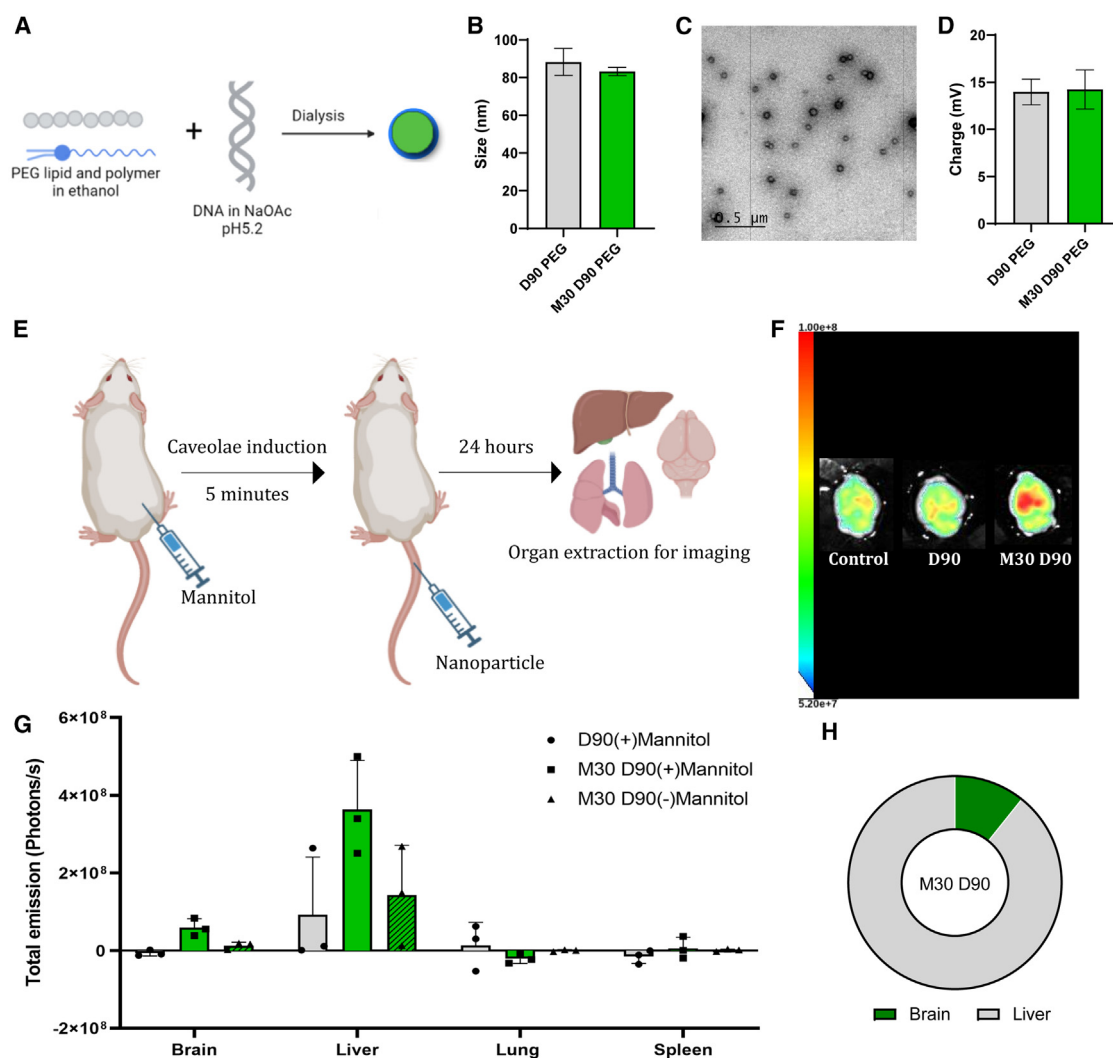 A
PEG lipid and polymer
in ethanol
+
DNA in NaOAc
pH5.2
Dialysis
B
Size (nm)
100
80
60
40
20
0
D90 PEG
M30 D90 PEG
C
0.5 µm
D
Charge (mV)
20
15
10
5
0
D90 PEG
M30 D90 PEG
E
Mannitol
Caveolae induction
5 minutes
Nanoparticle
24 hours
Organ extraction for imaging
F
1.00e+8
5.20e+7
Control
D90
M30 D90
G
Total emission (Photons/s)
6×10⁸
4×10⁸
2×10⁸
0
-2×10⁸
D90(+)Mannitol
M30 D90(+)Mannitol
M30 D90(-)Mannitol
Brain
Liver
Lung
Spleen
H
M30 D90
Brain
Liver